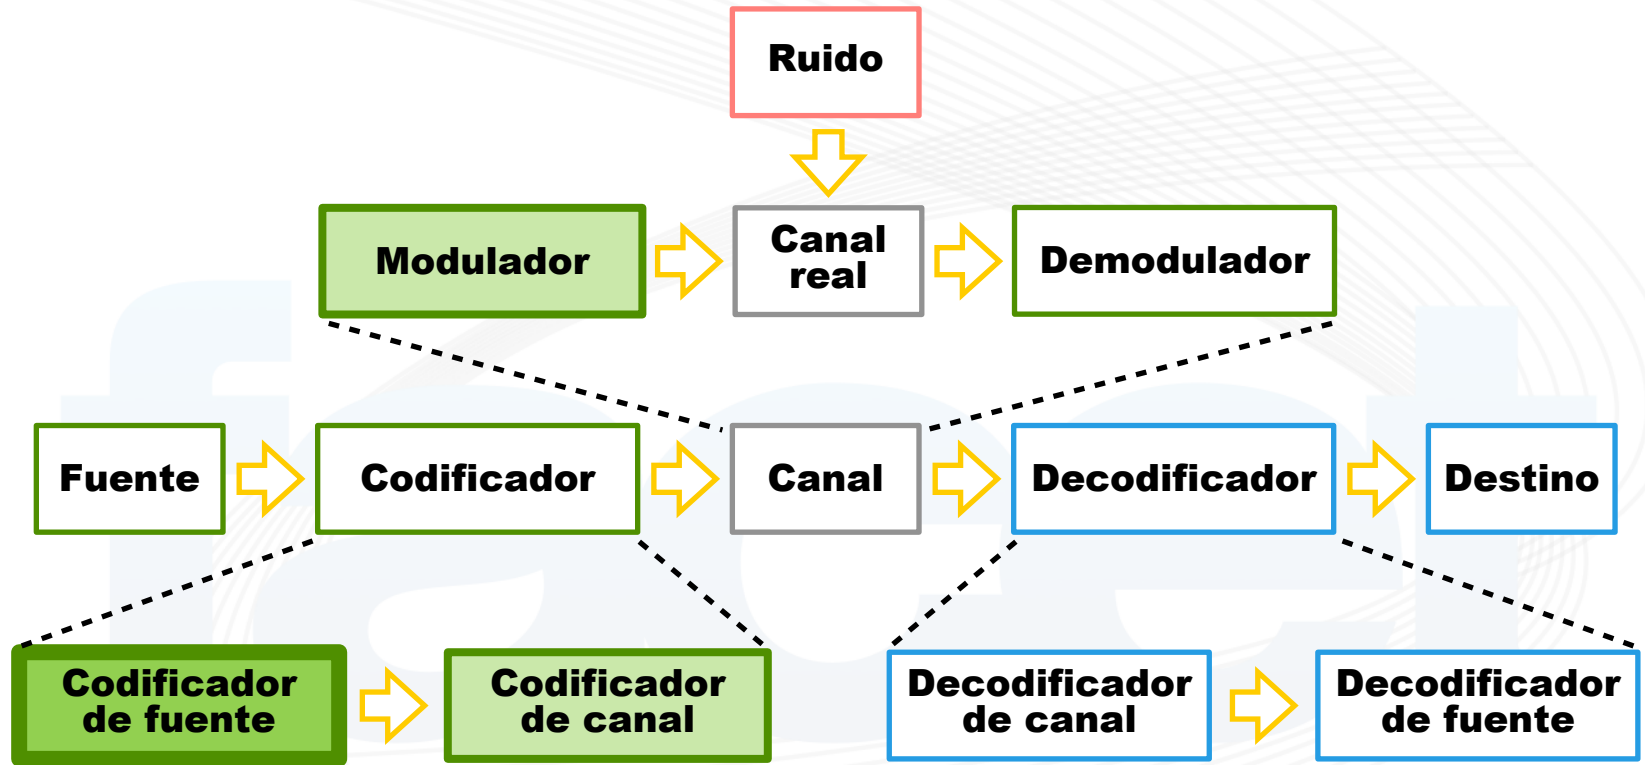 Ruido
Modulador
Canal
real
Demodulador
Fuente
Codificador
Canal
Decodificador
Destino
Codificador
de fuente
Codificador
de canal
Decodificador
de canal
Decodificador
de fuente
facet